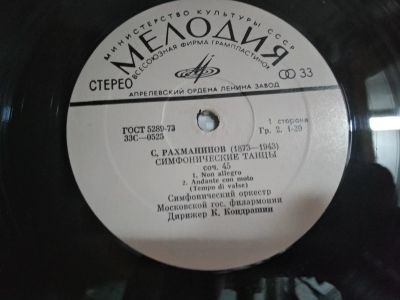 МИНИСТЕРСТВО КУЛЬТУРЫ СССР
МЕЛОДИЯ
ВСЕСОЮЗНАЯ ФИРМА ГРАМПЛАСТИНОК
СТЕРЕО
33
АПРЕЛЕВСКИЙ ОРДЕНА ЛЕНИНА ЗАВОД
ГОСТ 5289-73
33С—0525
1 сторона
Гр. 2. 1-20
С. РАХМАНИНОВ (1873—1943)
СИМФОНИЧЕСКИЕ ТАНЦЫ
соч. 45
1. Non allegro
2. Andante con moto
(Tempo di valse)
Симфонический оркестр
Московской гос. филармонии
Дирижер К. Кондрашин